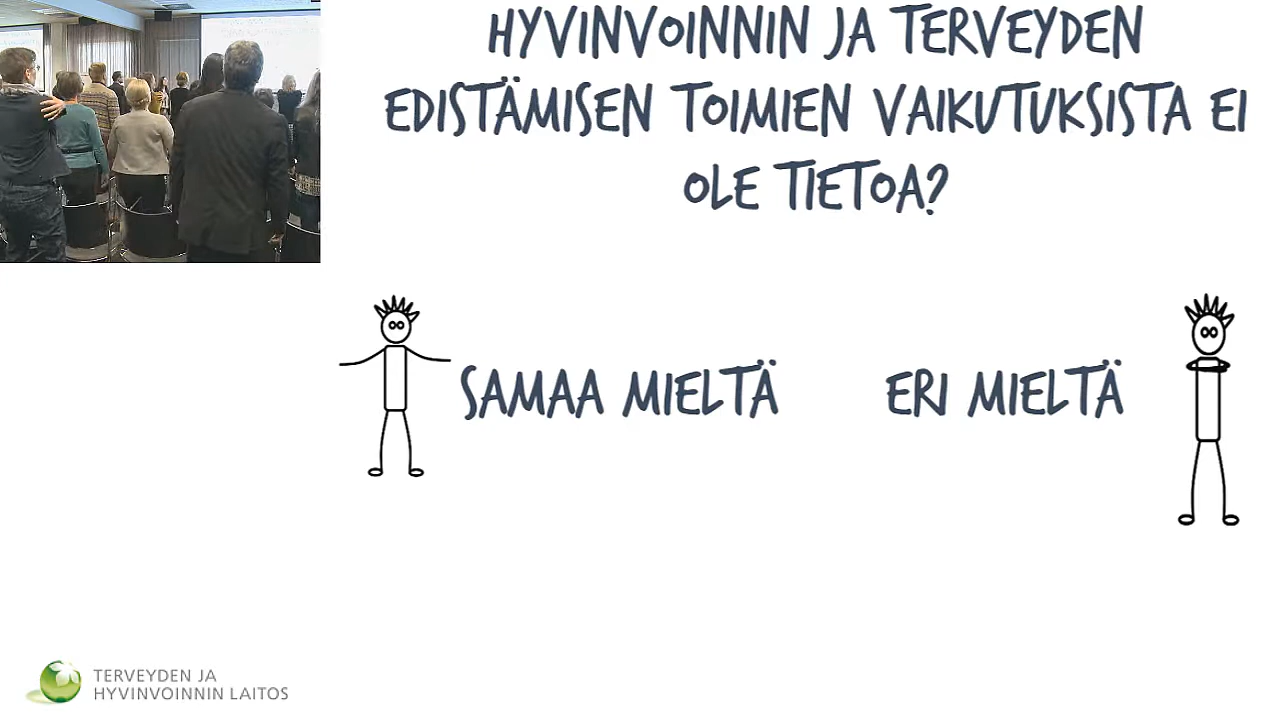 HYVINVOINNIN JA TERVEYDEN
EDISTÄMISEN TOIMIEN VAIKUTUKSISTA EI
OLE TIETOA?
SAMAA MIELTÄ
ERI MIELTÄ
TERVEYDEN JA
HYVINVOINNIN LAITOS